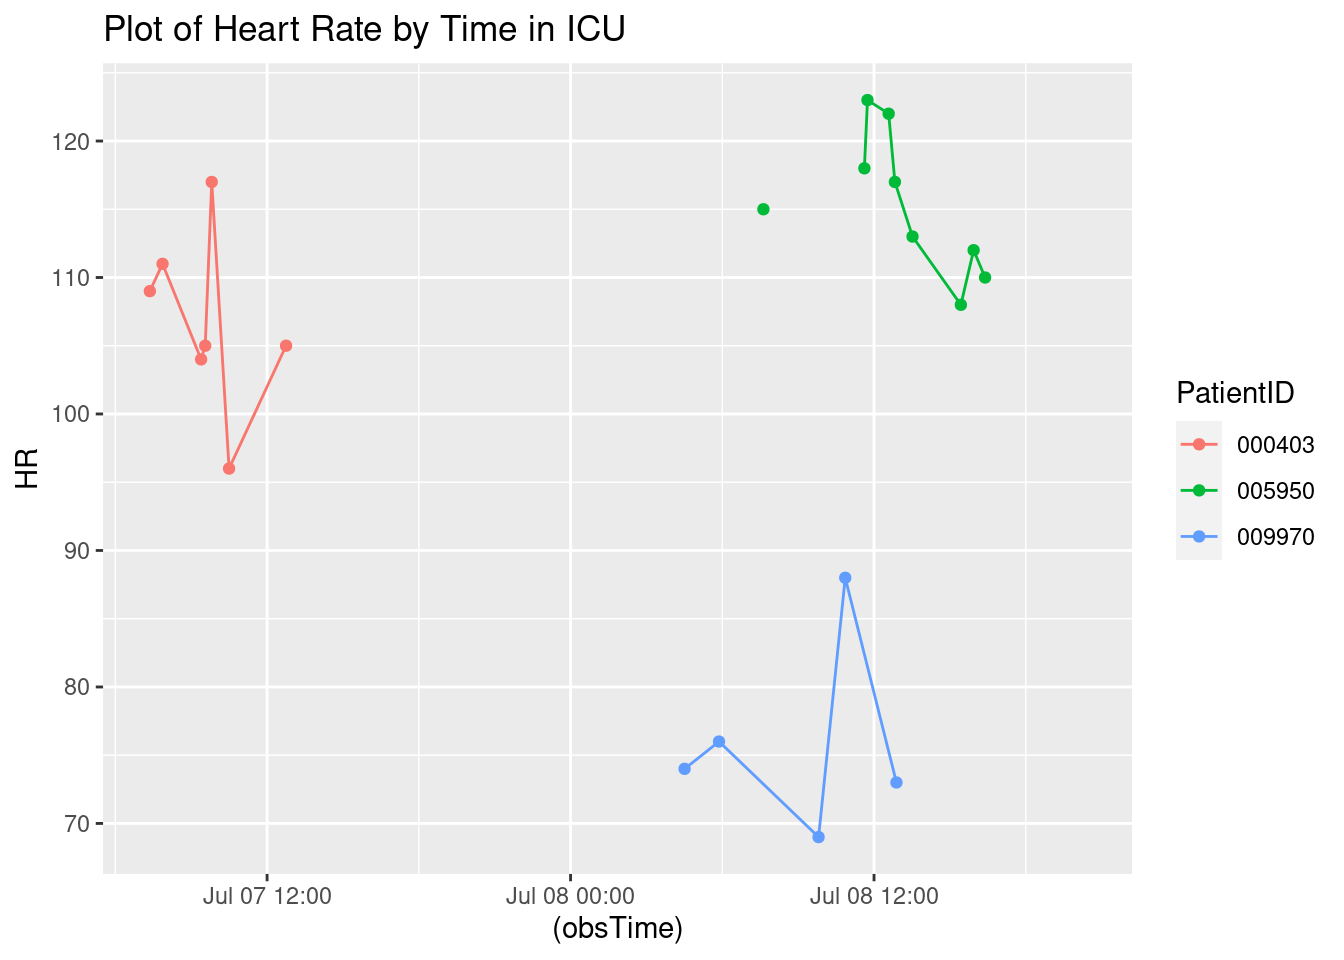 Plot of Heart Rate by Time in ICU
120
110
100
90
80
70
HR
Jul 07 12:00
Jul 08 00:00
Jul 08 12:00
(obsTime)
PatientID
000403
005950
009970